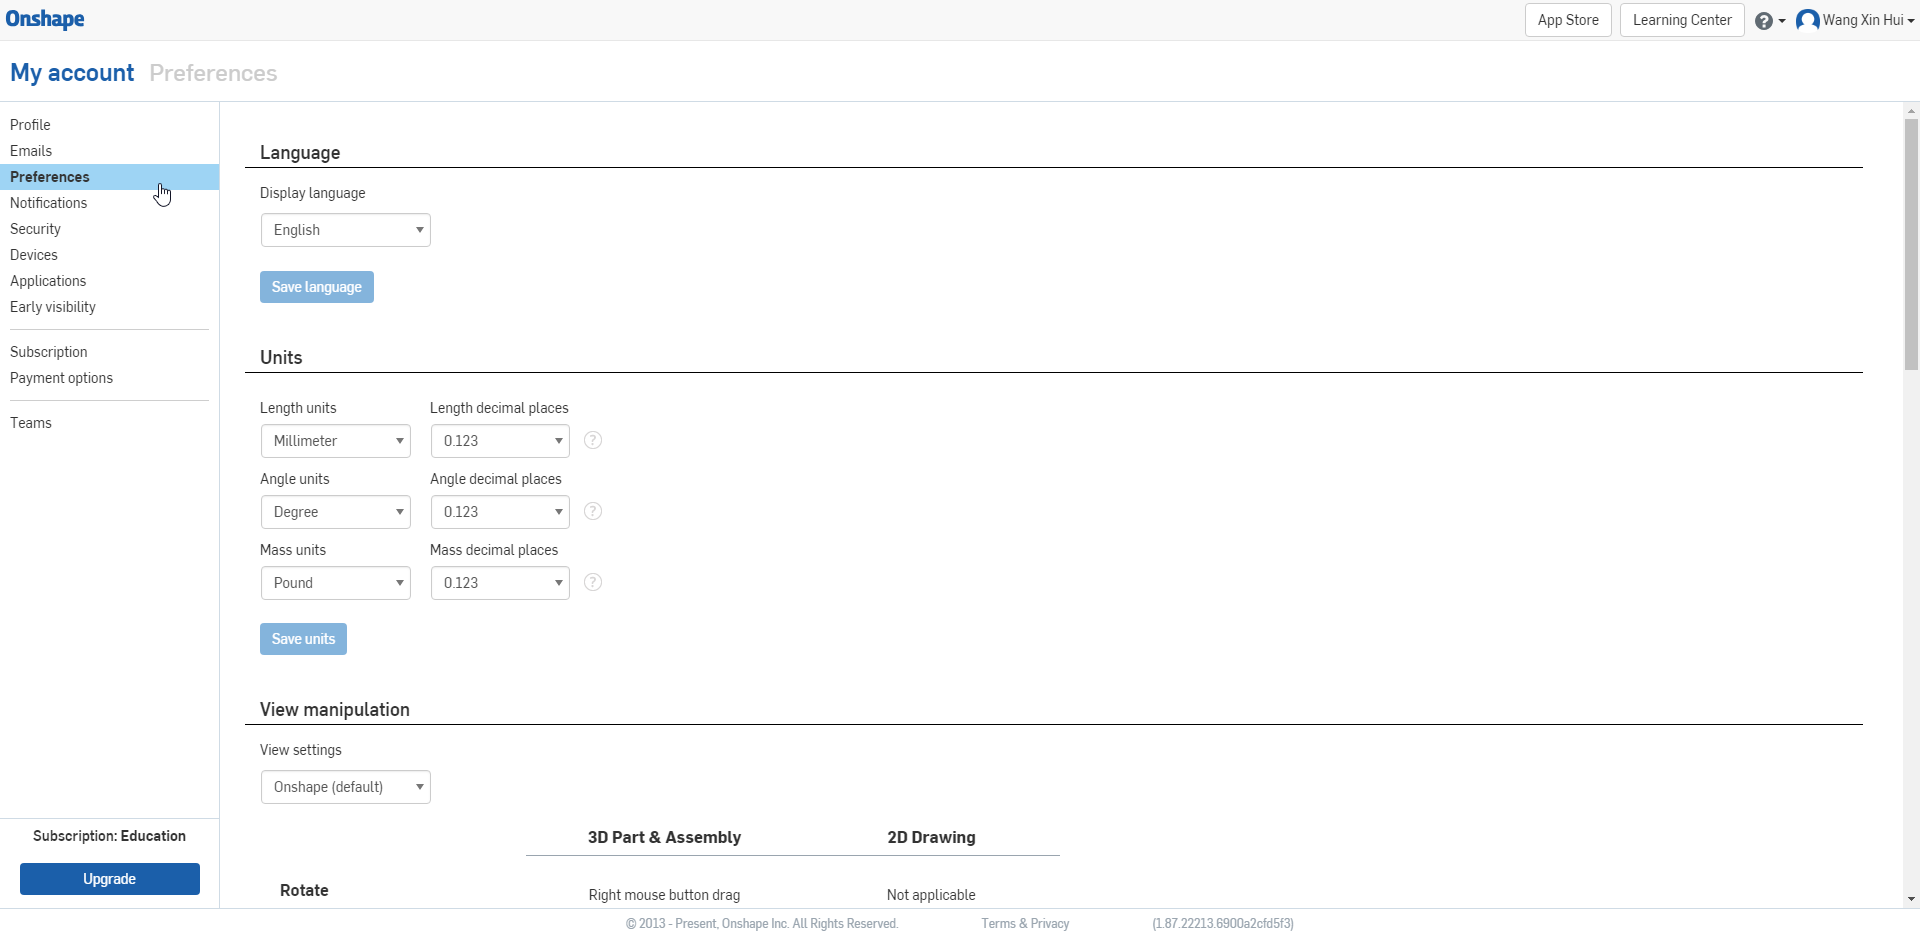 Onshape
App Store
Learning Center
?
Wang Xin Hui
My account Preferences
Profile
Emails
Preferences
Notifications
Security
Devices
Applications
Early visibility
Subscription
Payment options
Teams
Subscription: Education
Upgrade
Language
Display language
English
Save language
Units
Length units Length decimal places
Millimeter 0.123 ?
Angle units Angle decimal places
Degree 0.123 ?
Mass units Mass decimal places
Pound 0.123 ?
Save units
View manipulation
View settings
Onshape (default)
3D Part & Assembly 2D Drawing
Rotate Right mouse button drag Not applicable
© 2013 - Present, Onshape Inc. All Rights Reserved. Terms & Privacy (1.87.22213.6900a2cfd5f3)